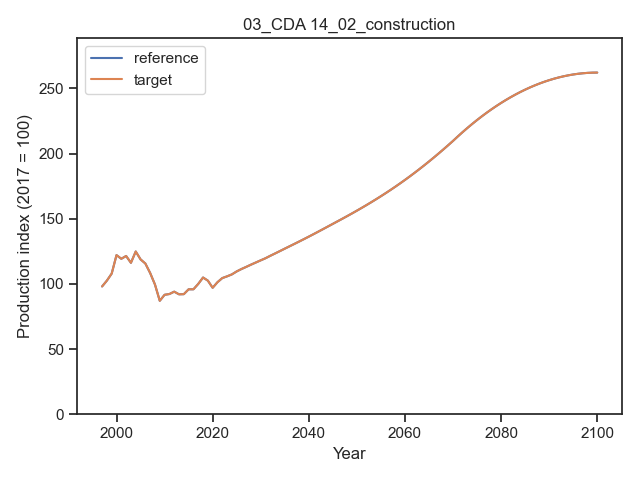 03_CDA 14_02_construction
reference
target
Production index (2017 = 100)
250
200
150
100
50
0
2000 2020 2040 2060 2080 2100
Year